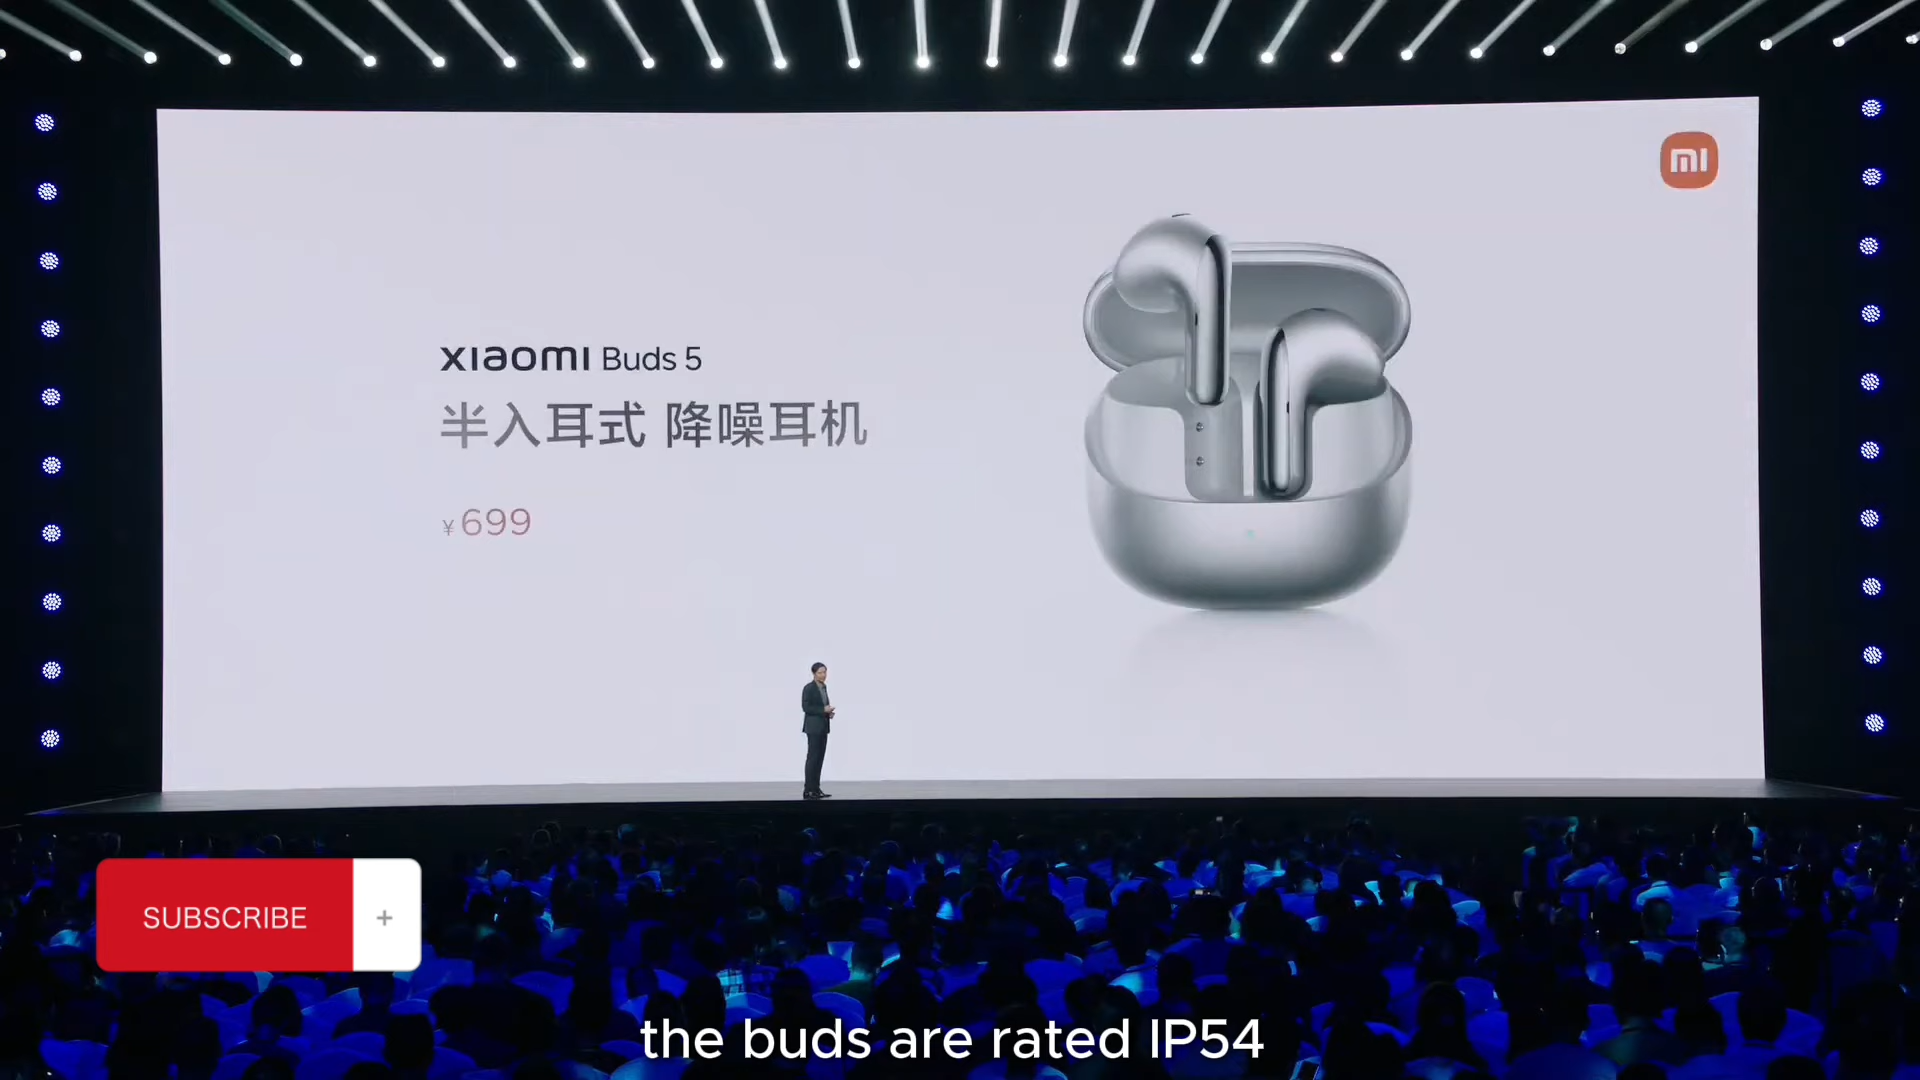 mi
xiaomi Buds 5
半入耳式 降噪耳机
¥699
SUBSCRIBE +
the buds are rated IP54